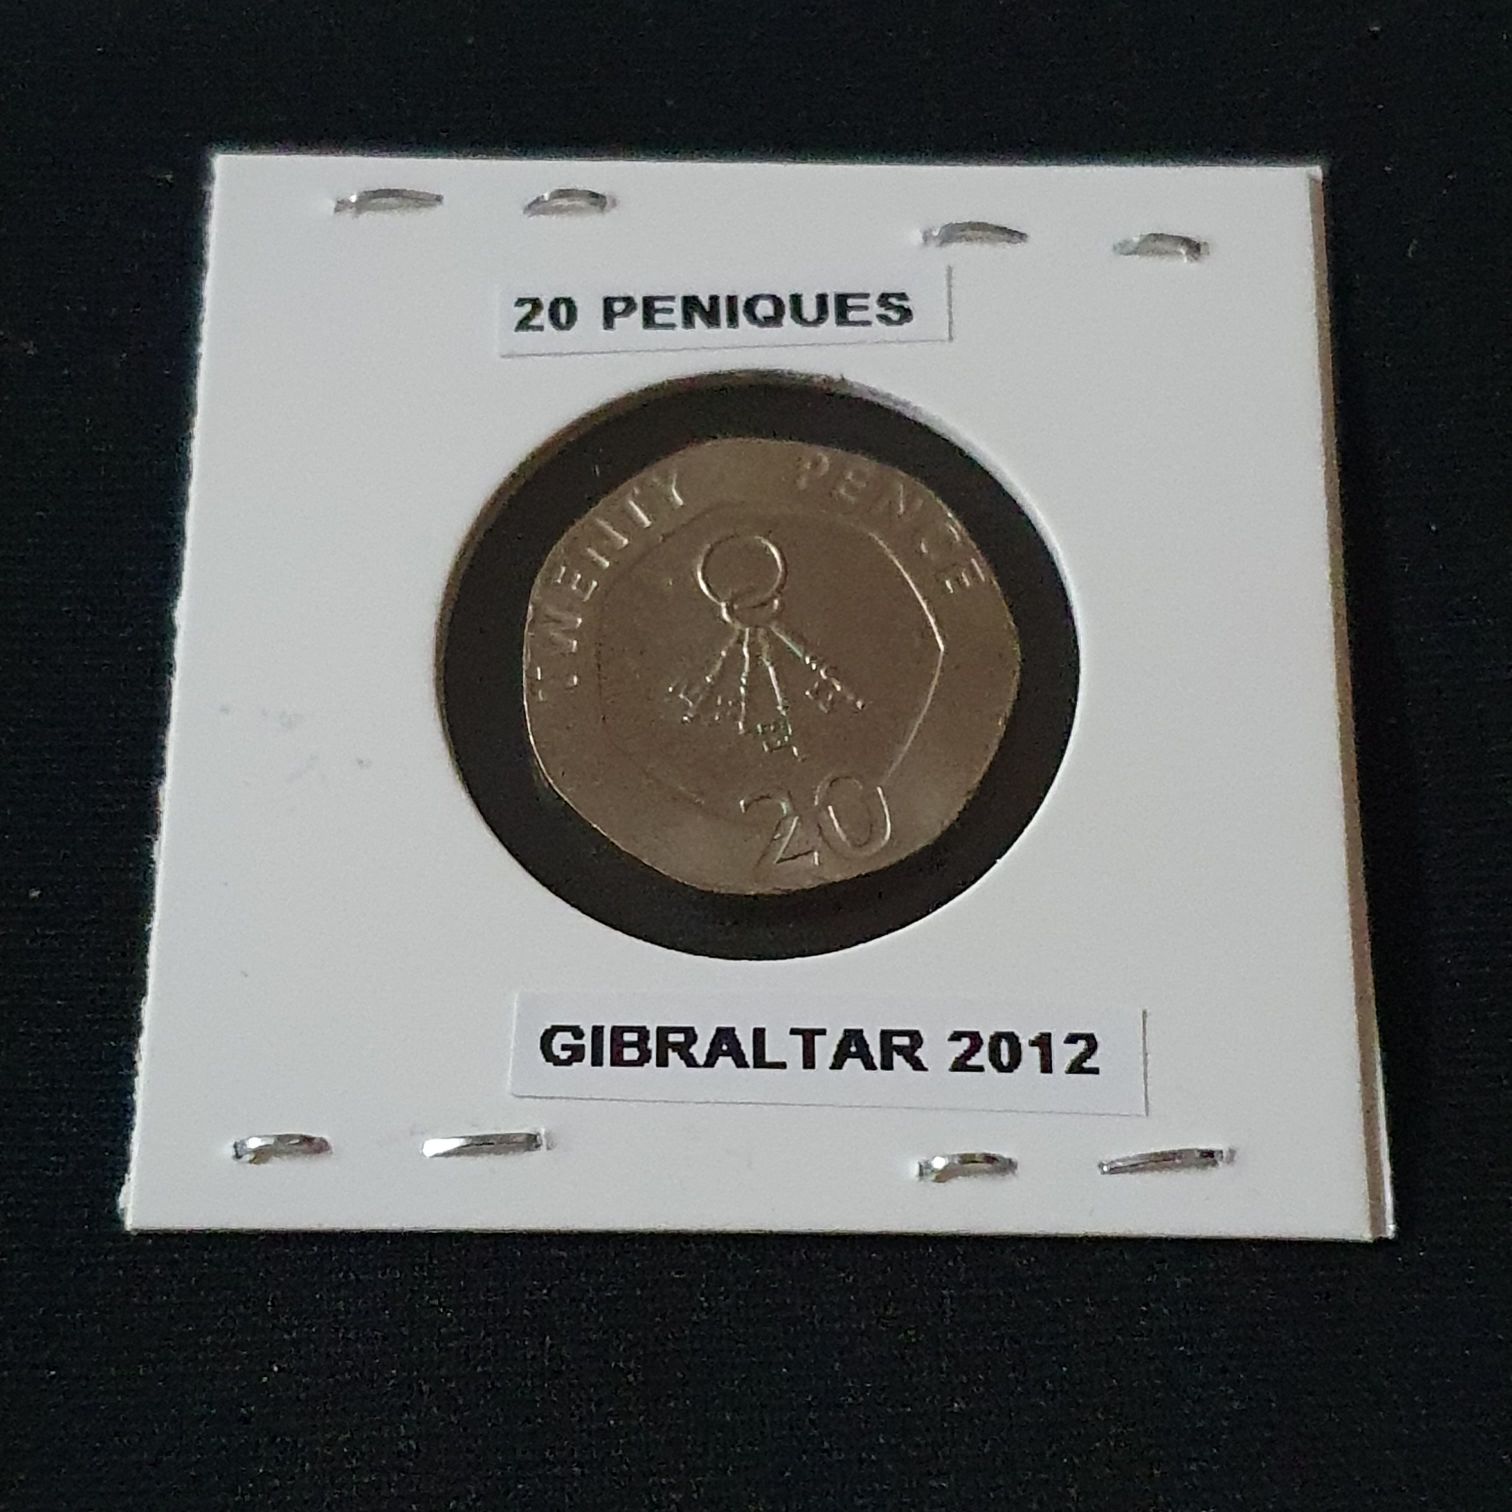 20 PENIQUES
TWENTY PENCE
20
GIBRALTAR 2012